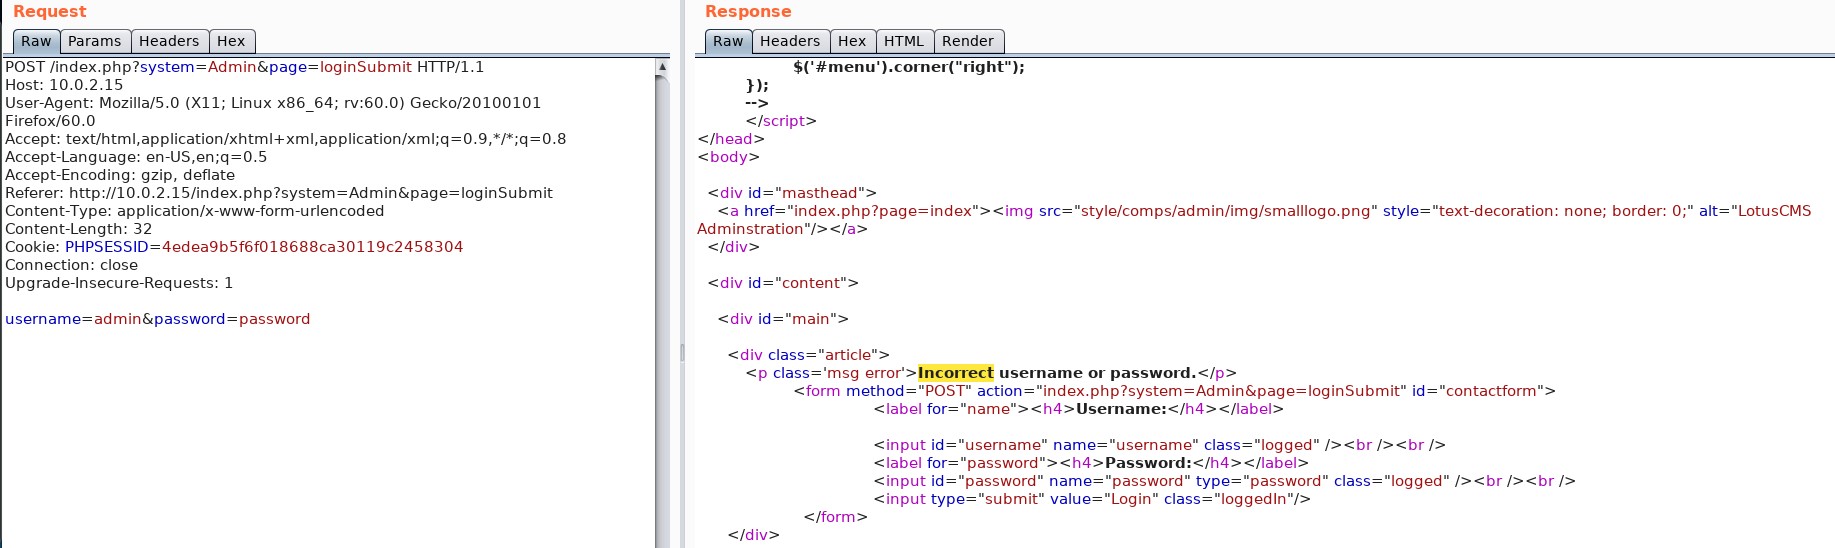 Request
Raw Params Headers Hex
POST /index.php?system=Admin&page=loginSubmit HTTP/1.1
Host: 10.0.2.15
User-Agent: Mozilla/5.0 (X11; Linux x86_64; rv:60.0) Gecko/20100101
Firefox/60.0
Accept: text/html,application/xhtml+xml,application/xml;q=0.9,*/*;q=0.8
Accept-Language: en-US,en;q=0.5
Accept-Encoding: gzip, deflate
Referer: http://10.0.2.15/index.php?system=Admin&page=loginSubmit
Content-Type: application/x-www-form-urlencoded
Content-Length: 32
Cookie: PHPSESSID=4edea9b5f6f018688ca30119c2458304
Connection: close
Upgrade-Insecure-Requests: 1
username=admin&password=password
Response
Raw Headers Hex HTML Render
$('#menu').corner("right");
});
-->
</script>
</head>
<body>
<div id="masthead">
<a href="index.php?page=index"><img src="style/comps/admin/img/smalllogo.png" style="text-decoration: none; border: 0;" alt="LotusCMS
Adminstration"/></a>
</div>
<div id="content">
<div id="main">
<div class="article">
<p class='msg error'>Incorrect username or password.</p>
<form method="POST" action="index.php?system=Admin&page=loginSubmit" id="contactform">
<label for="name"><h4>Username:</h4></label>
<input id="username" name="username" class="logged" /><br /><br />
<label for="password"><h4>Password:</h4></label>
<input id="password" name="password" type="password" class="logged" /><br /><br />
<input type="submit" value="Login" class="loggedIn"/>
</form>
</div>